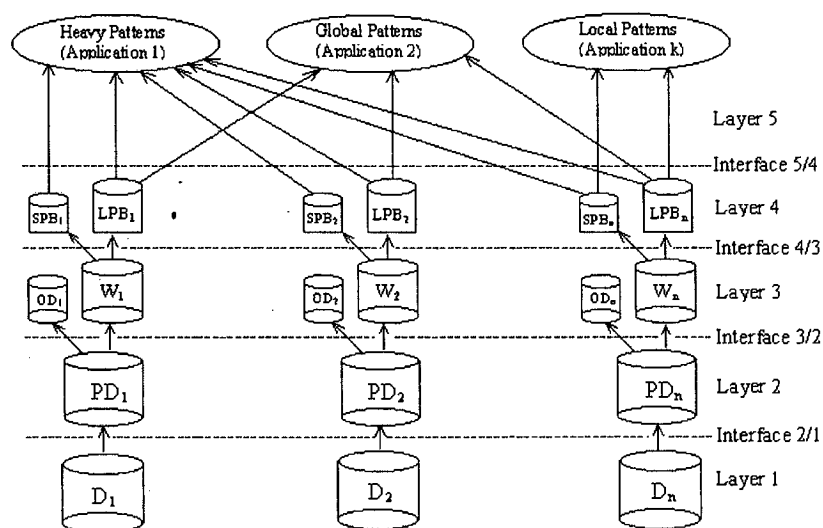 Heavy Patterns
(Application 1)
Global Patterns
(Application 2)
Local Patterns
(Application k)
Layer 5
Interface 5/4
SPB₁
LPB₁
SPB₂
LPB₂
SPBₙ
LPBₙ
Layer 4
Interface 4/3
OD₁
W₁
OD₂
W₂
ODₙ
Wₙ
Layer 3
Interface 3/2
PD₁
PD₂
PDₙ
Layer 2
Interface 2/1
D₁
D₂
Dₙ
Layer 1